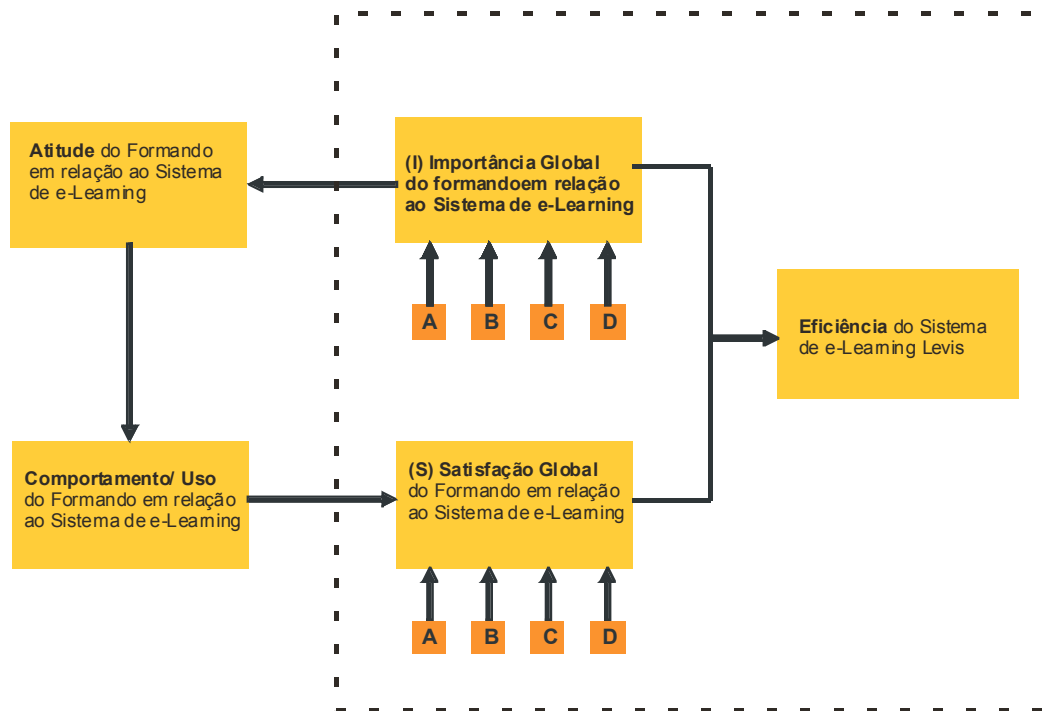 Atitude do Formando
em relação ao Sistema
de e-Learning
(I) Importância Global
do formandoem relação
ao Sistema de e-Learning
A B C D
Eficiência do Sistema
de e-Learning Levis
Comportamento/ Uso
do Formando em relação
ao Sistema de e-Learning
(S) Satisfação Global
do Formando em relação
ao Sistema de e-Learning
A B C D